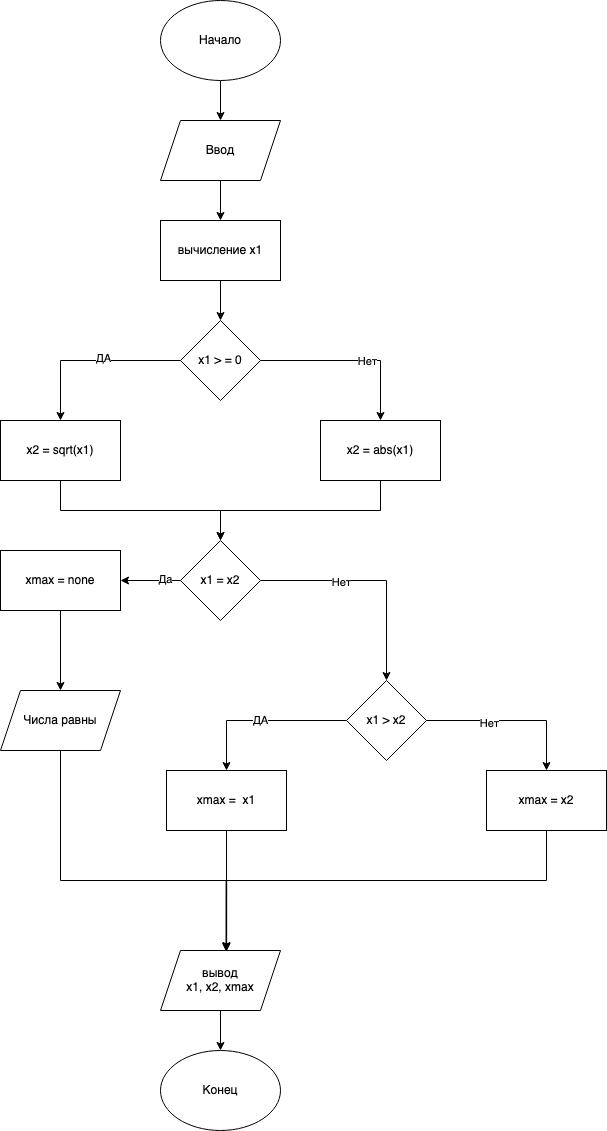 Начало
Ввод
вычисление x1
x1 > = 0
ДА
Нет
x2 = sqrt(x1)
x2 = abs(x1)
xmax = none
Да
x1 = x2
Нет
Числа равны
ДА
x1 > x2
Нет
xmax =  x1
xmax = x2
вывод
x1, x2, xmax
Конец